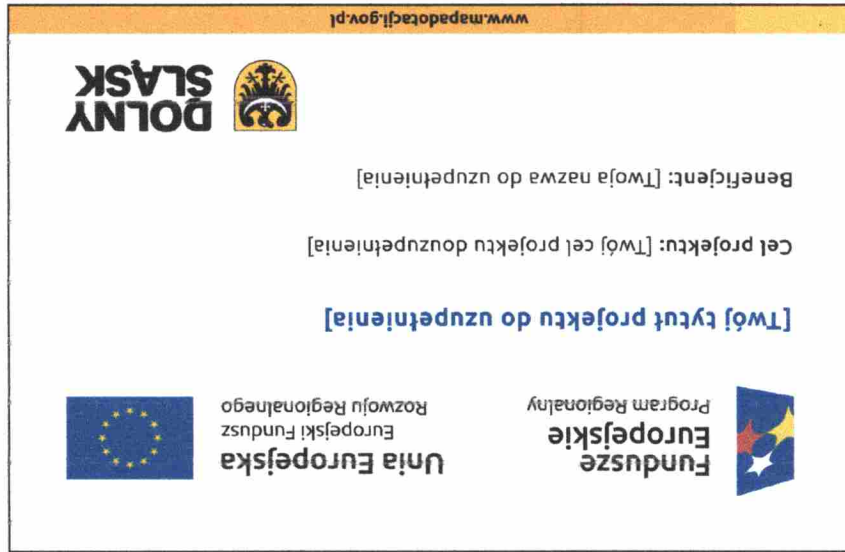 Fundusze
Europejskie
Program Regionalny
Unia Europejska
Europejski Fundusz
Rozwoju Regionalnego
[Twój tytuł projektu do uzupełnienia]
Cel projektu: [Twój cel projektu douzupełnienia]
Beneficjent: [Twoja nazwa do uzupełnienia]
DOLNY
ŚLĄSK
www.mapadotacji.gov.pl